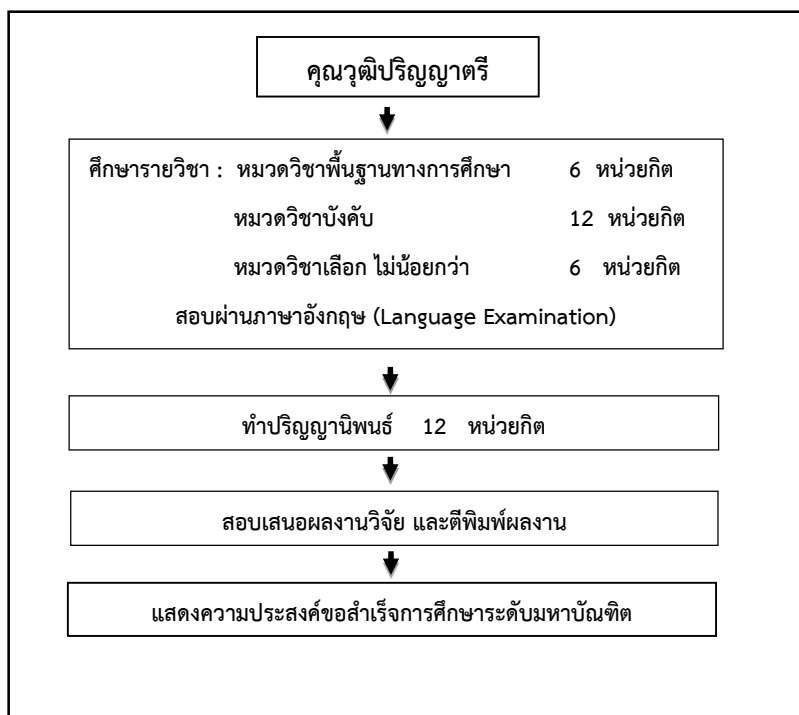 คุณวุฒิปริญญาตรี
ศึกษารายวิชา : หมวดวิชาพื้นฐานทางการศึกษา 6 หน่วยกิต
หมวดวิชาบังคับ 12 หน่วยกิต
หมวดวิชาเลือก ไม่น้อยกว่า 6 หน่วยกิต
สอบผ่านภาษาอังกฤษ (Language Examination)
ทำปริญญานิพนธ์ 12 หน่วยกิต
สอบเสนอผลงานวิจัย และตีพิมพ์ผลงาน
แสดงความประสงค์ขอสำเร็จการศึกษาระดับมหาบัณฑิต